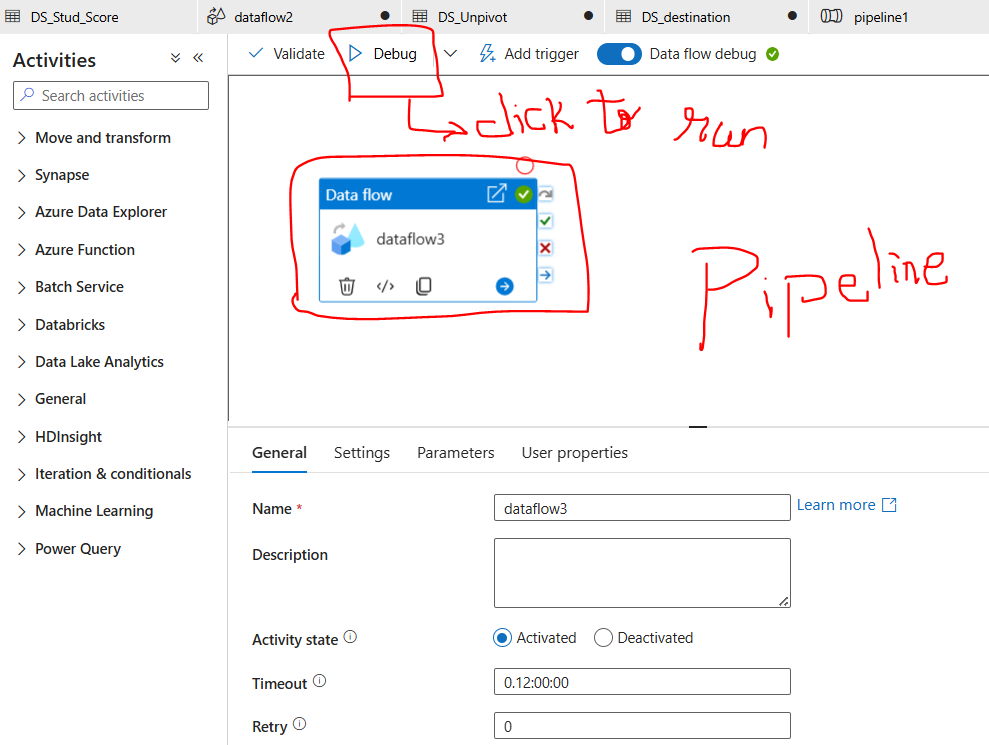 DS_Stud_Score dataflow2 DS_Unpivot DS_destination pipeline1
Activities
Validate Debug Add trigger Data flow debug
Search activities
click to run
Move and transform
Synapse
Azure Data Explorer
Azure Function
Batch Service
Databricks
Data Lake Analytics
General
HDInsight
Iteration & conditionals
Machine Learning
Power Query
Data flow
dataflow3
</>
Pipeline
General Settings Parameters User properties
Name * dataflow3 Learn more
Description
Activity state Activated Deactivated
Timeout 0.12:00:00
Retry 0